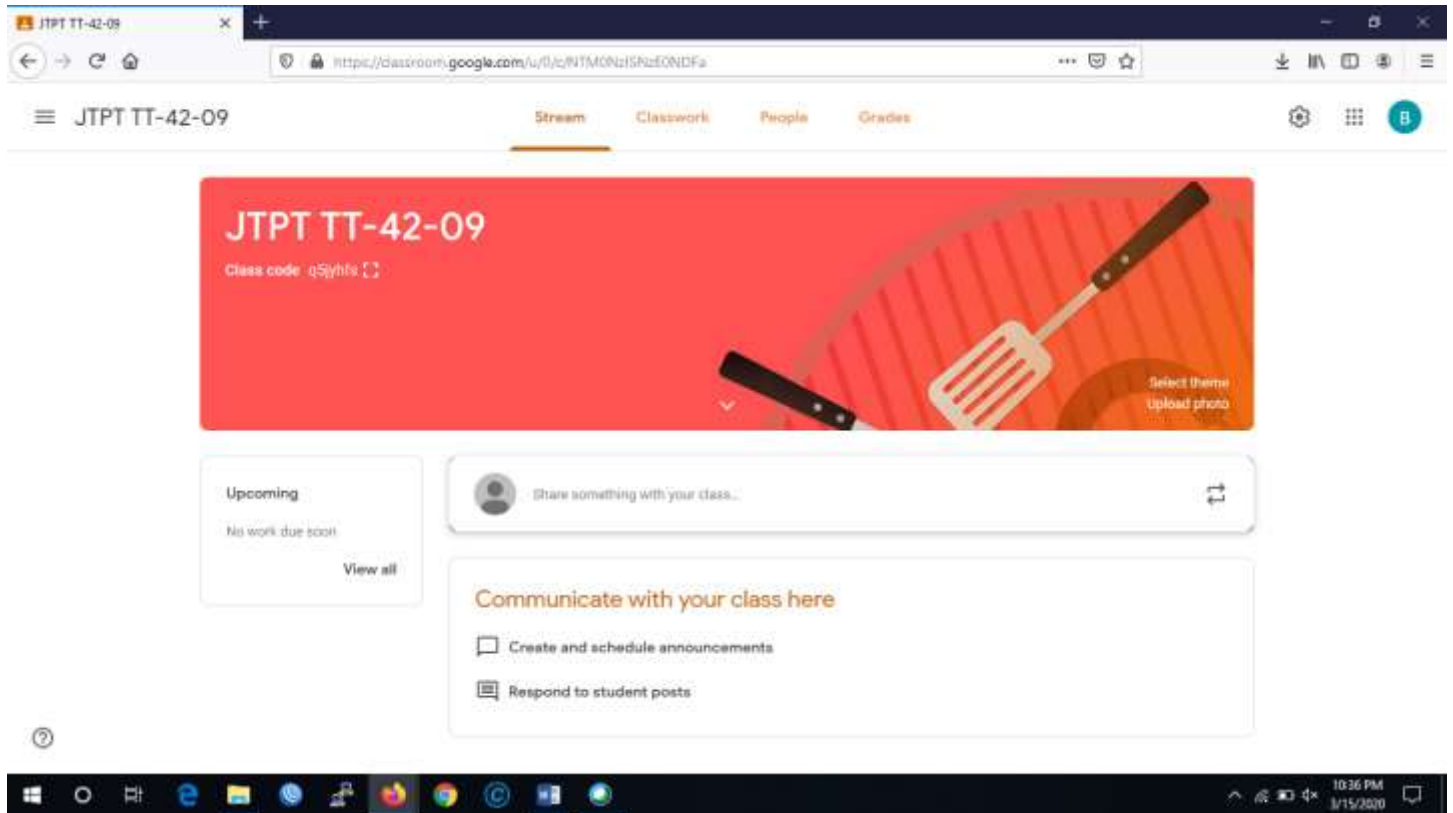 JTPT TT-42-09
https://classroom.google.com/u/0/c/
JTPT TT-42-09
Stream Classwork People Grades
B
JTPT TT-42-09
Class code q5jyhfs
Select theme
Upload photo
Upcoming
No work due soon
View all
Share something with your class...
Communicate with your class here
Create and schedule announcements
Respond to student posts
10:36 PM
3/15/2020